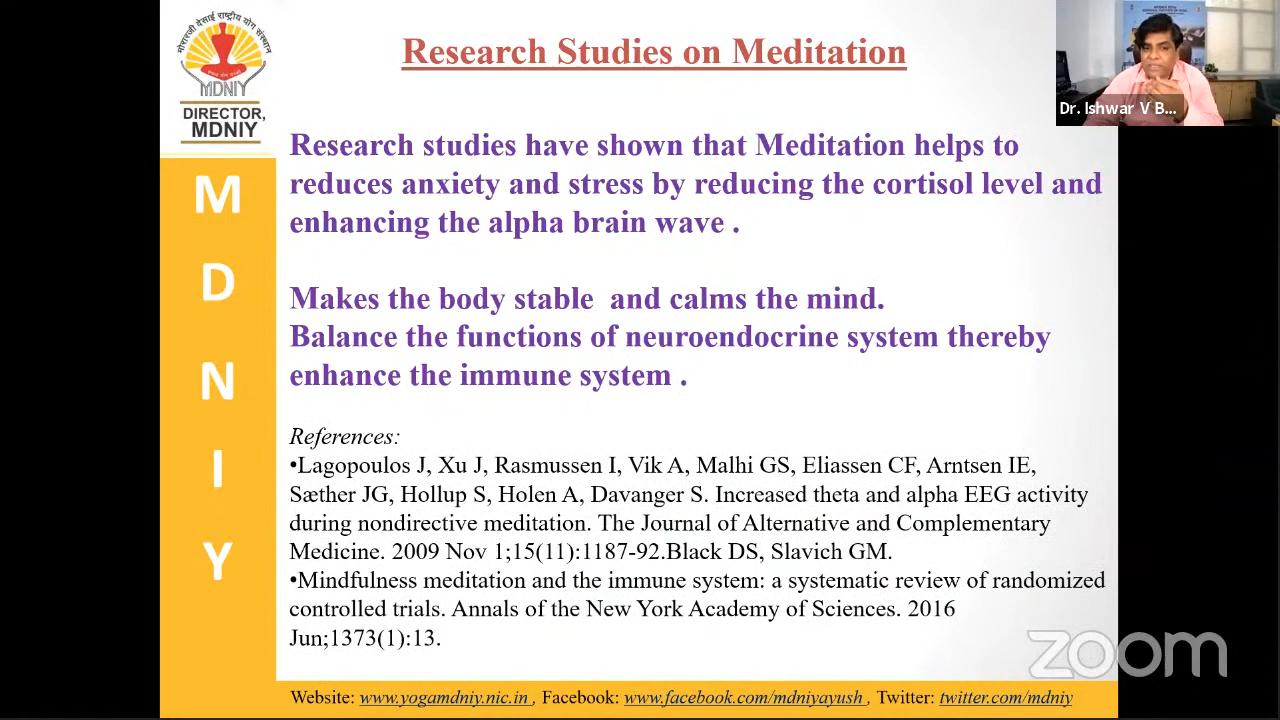 मोरारजी देसाई राष्ट्रीय योग संस्थान
MDNIY
DIRECTOR,
MDNIY
M
D
N
I
Y
Research Studies on Meditation
Research studies have shown that Meditation helps to
reduces anxiety and stress by reducing the cortisol level and
enhancing the alpha brain wave .
Makes the body stable and calms the mind.
Balance the functions of neuroendocrine system thereby
enhance the immune system .
References:
•Lagopoulos J, Xu J, Rasmussen I, Vik A, Malhi GS, Eliassen CF, Arntsen IE,
Sæther JG, Hollup S, Holen A, Davanger S. Increased theta and alpha EEG activity
during nondirective meditation. The Journal of Alternative and Complementary
Medicine. 2009 Nov 1;15(11):1187-92.Black DS, Slavich GM.
•Mindfulness meditation and the immune system: a systematic review of randomized
controlled trials. Annals of the New York Academy of Sciences. 2016
Jun;1373(1):13.
Website: www.yogamdniy.nic.in , Facebook: www.facebook.com/mdniyayush , Twitter: twitter.com/mdniy
Dr. Ishwar V B...
zoom